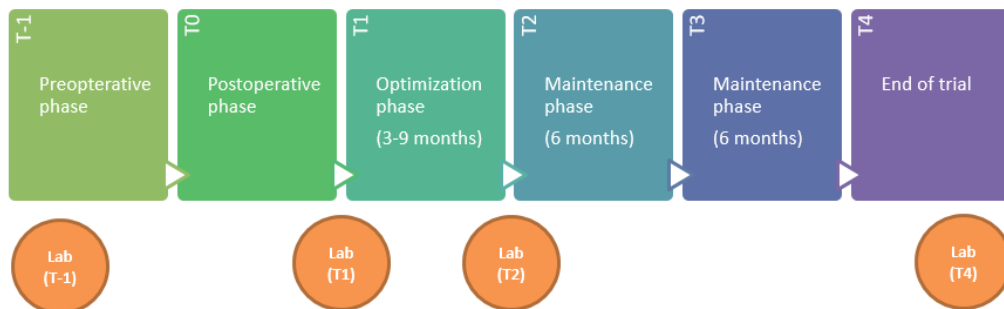 T-1
Preopterative
phase
T0
Postoperative
phase
T1
Optimization
phase
(3-9 months)
T2
Maintenance
phase
(6 months)
T3
Maintenance
phase
(6 months)
T4
End of trial
Lab
(T-1)
Lab
(T1)
Lab
(T2)
Lab
(T4)